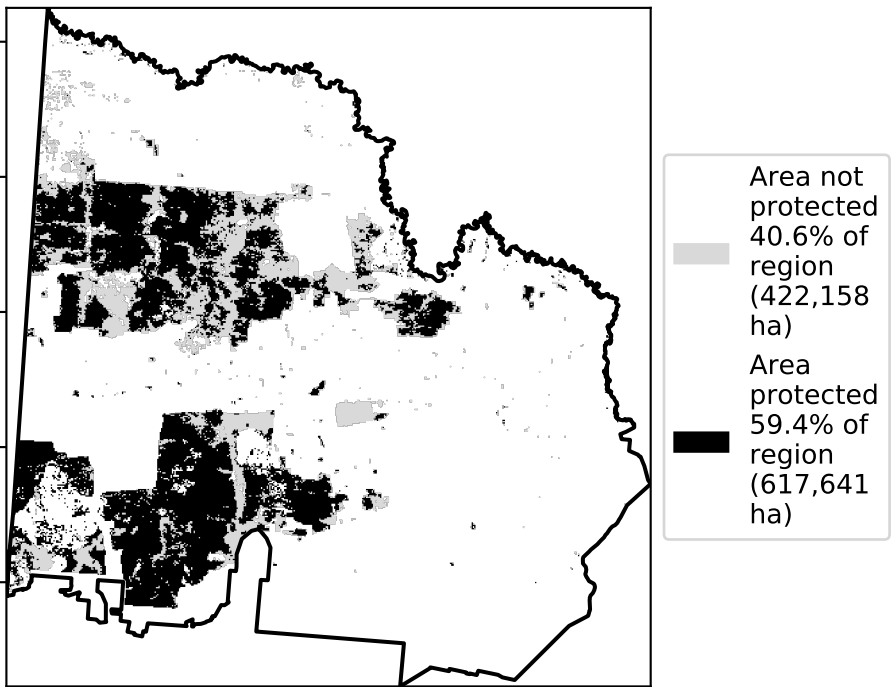 Area not
protected
40.6% of
region
(422,158
ha)
Area
protected
59.4% of
region
(617,641
ha)